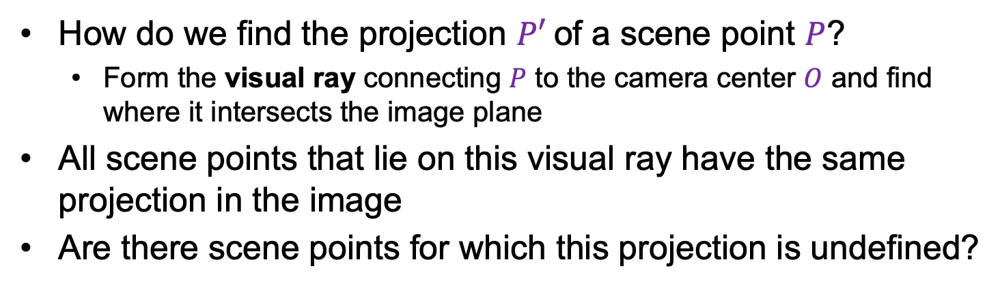 • How do we find the projection P′ of a scene point P?
• Form the visual ray connecting P to the camera center O and find
where it intersects the image plane
• All scene points that lie on this visual ray have the same
projection in the image
• Are there scene points for which this projection is undefined?